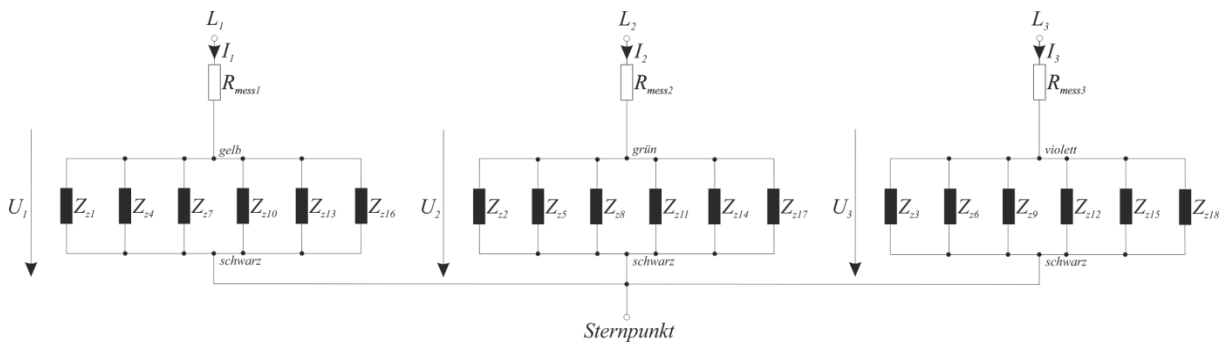 L1 L2 L3
I1 I2 I3
Rmess1 Rmess2 Rmess3
gelb grün violett
U1 Zz1 Zz4 Zz7 Zz10 Zz13 Zz16 U2 Zz2 Zz5 Zz8 Zz11 Zz14 Zz17 U3 Zz3 Zz6 Zz9 Zz12 Zz15 Zz18
schwarz schwarz schwarz
Sternpunkt